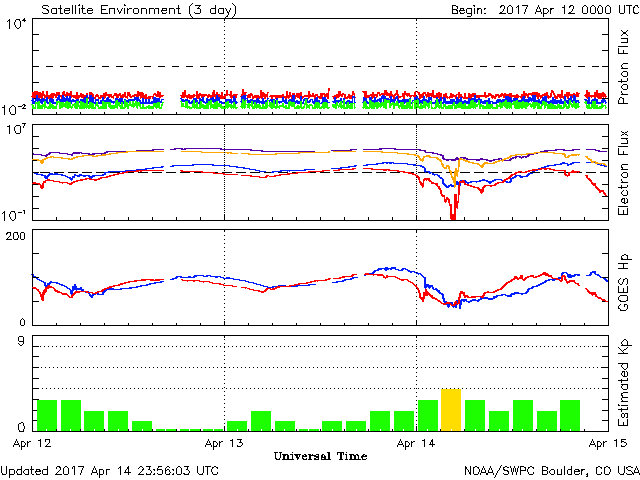 Satellite Environment (3 day) Begin: 2017 Apr 12 0000 UTC
10^4
10^-2
Proton Flux
10^7
10^-1
Electron Flux
200
0
GOES Hp
9
0
Estimated Kp
Apr 12 Apr 13 Apr 14 Apr 15
Universal Time
Updated 2017 Apr 14 23:56:03 UTC NOAA/SWPC Boulder, CO USA